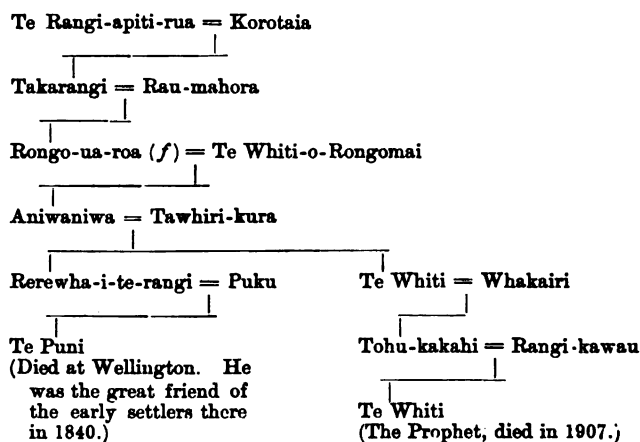 Te Rangi-apiti-rua = Korotaia
Takarangi = Rau-mahora
Rongo-ua-roa (f) = Te Whiti-o-Rongomai
Aniwaniwa = Tawhiri-kura
Rerewha-i-te-rangi = Puku Te Whiti = Whakairi
Te Puni Tohu-kakahi = Rangi-kawau
(Died at Wellington. He
was the great friend of
the early settlers there
in 1840.)
Te Whiti
(The Prophet, died in 1907.)